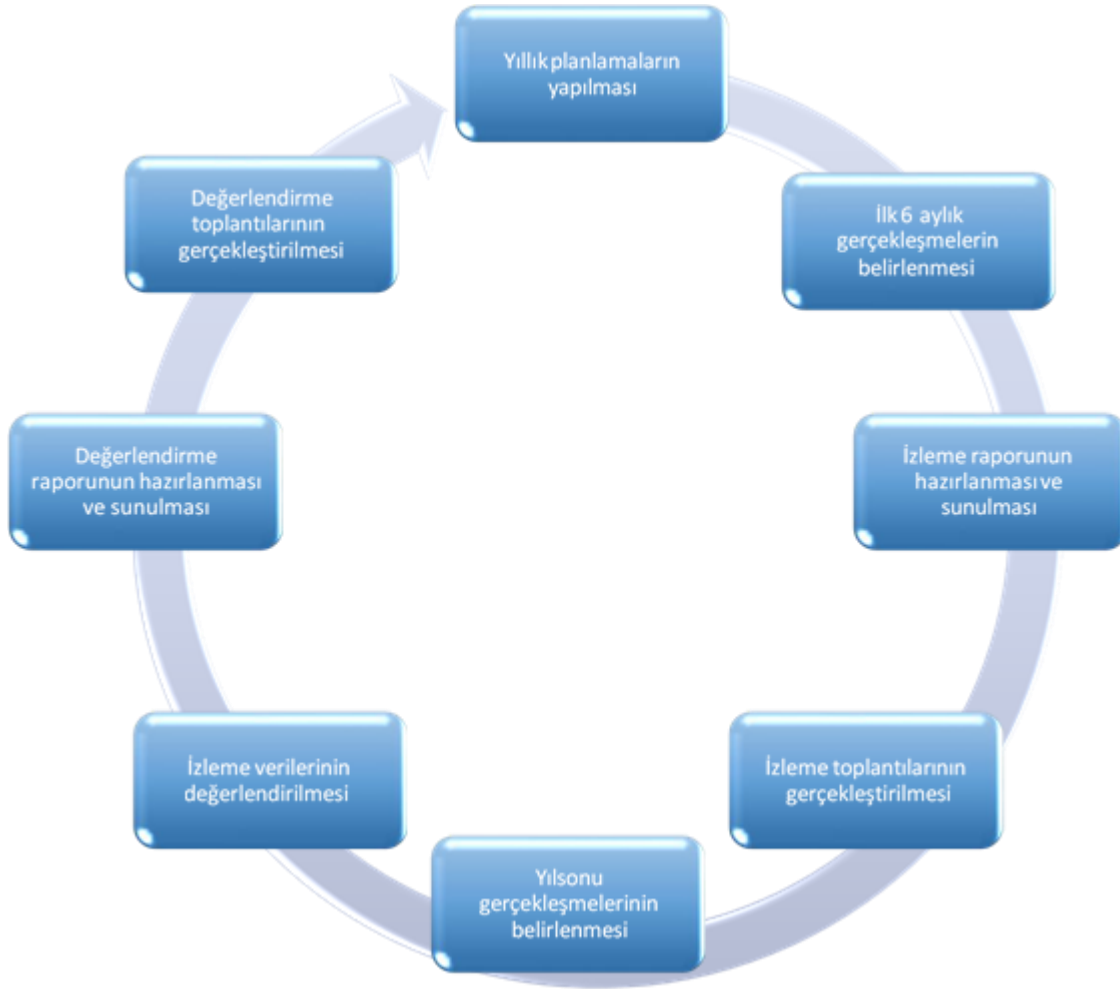 Yıllık planlamaların
yapılması
İlk 6 aylık
gerçekleşmelerin
belirlenmesi
İzleme raporunun
hazırlanması ve
sunulması
İzleme toplantılarının
gerçekleştirilmesi
Yılsonu
gerçekleşmelerinin
belirlenmesi
İzleme verilerinin
değerlendirilmesi
Değerlendirme
raporunun hazırlanması
ve sunulması
Değerlendirme
toplantılarının
gerçekleştirilmesi